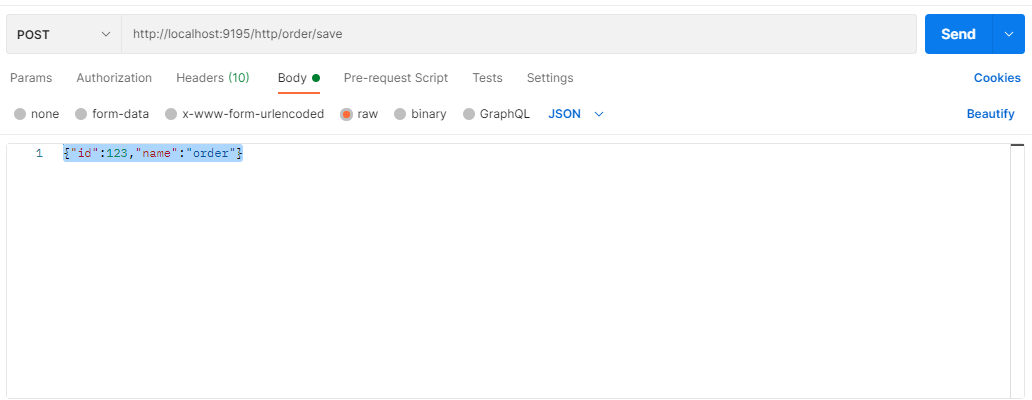 POST http://localhost:9195/http/order/save Send
Params Authorization Headers (10) Body Pre-request Script Tests Settings Cookies
none form-data x-www-form-urlencoded raw binary GraphQL JSON Beautify
1 {"id":123,"name":"order"}